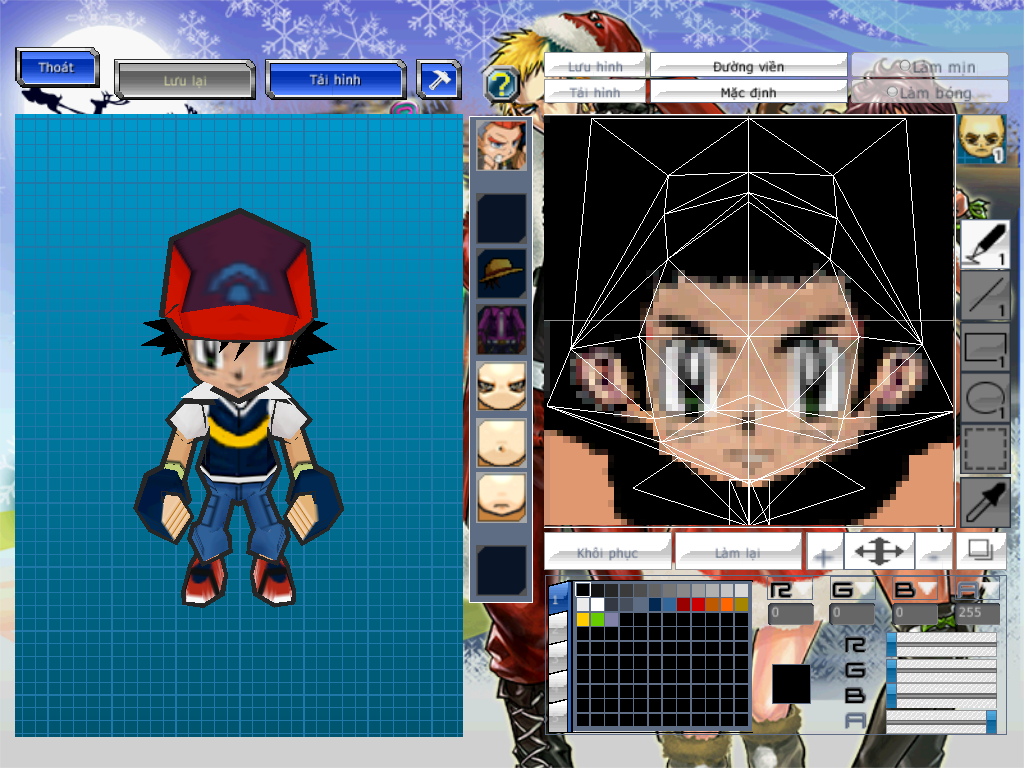 Thoát
Lưu lại
Tải hình
?
Lưu hình
Đường viền
Làm mịn
Tải hình
Mặc định
Làm bóng
1
1
1
1
1
Khôi phục
Làm lại
+
-
1
R
G
B
A
0
0
0
255
R
G
B
A